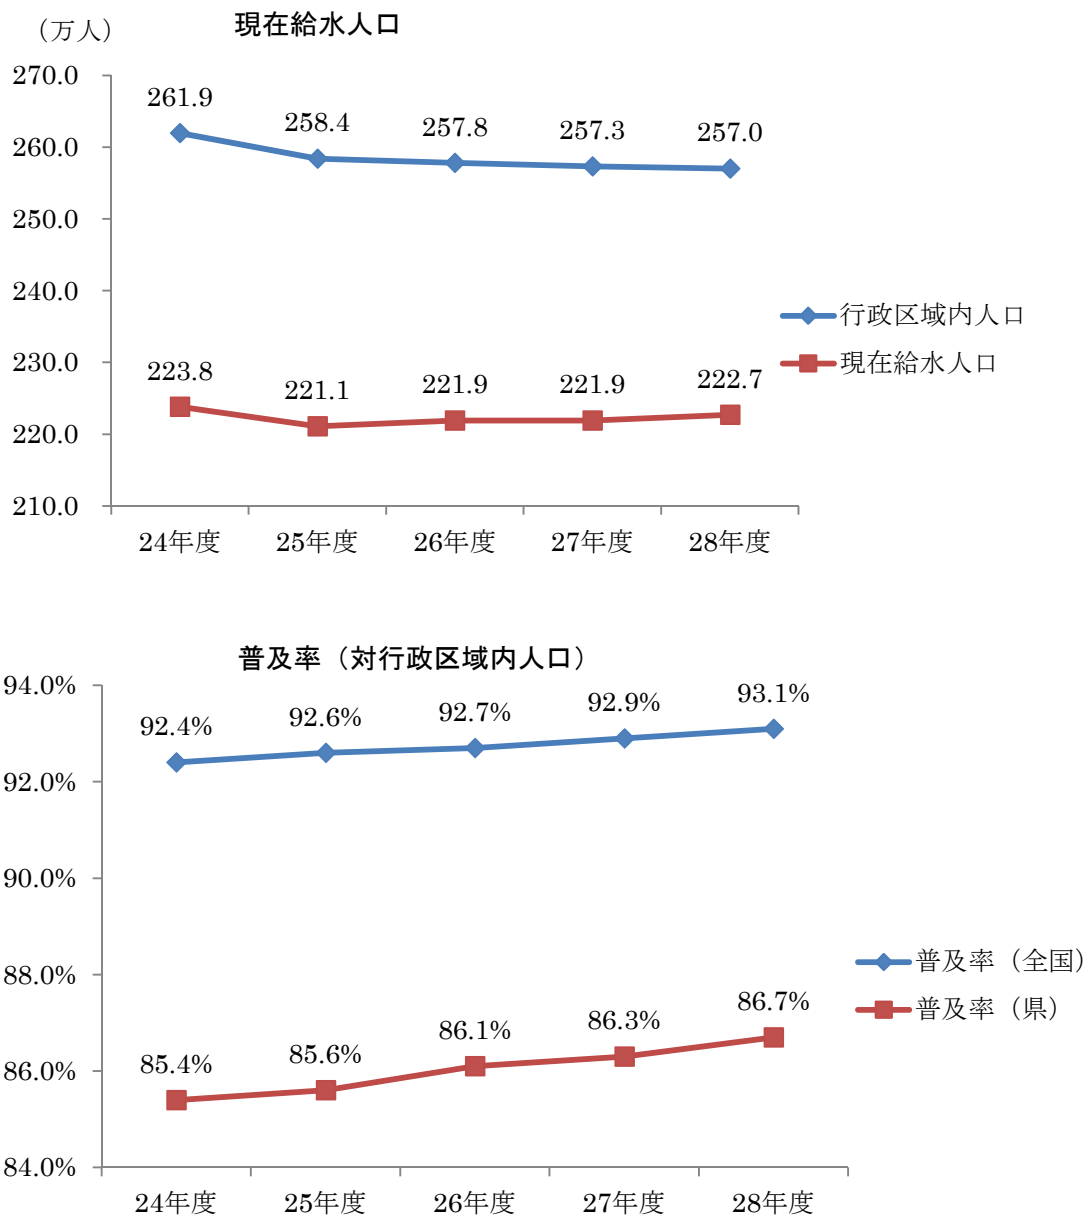 （万人）
現在給水人口
270.0
260.0
250.0
240.0
230.0
220.0
210.0
261.9
258.4
257.8
257.3
257.0
223.8
221.1
221.9
221.9
222.7
行政区域内人口
現在給水人口
24年度
25年度
26年度
27年度
28年度
普及率（対行政区域内人口）
94.0%
92.0%
90.0%
88.0%
86.0%
84.0%
92.4%
92.6%
92.7%
92.9%
93.1%
85.4%
85.6%
86.1%
86.3%
86.7%
普及率（全国）
普及率（県）
24年度
25年度
26年度
27年度
28年度